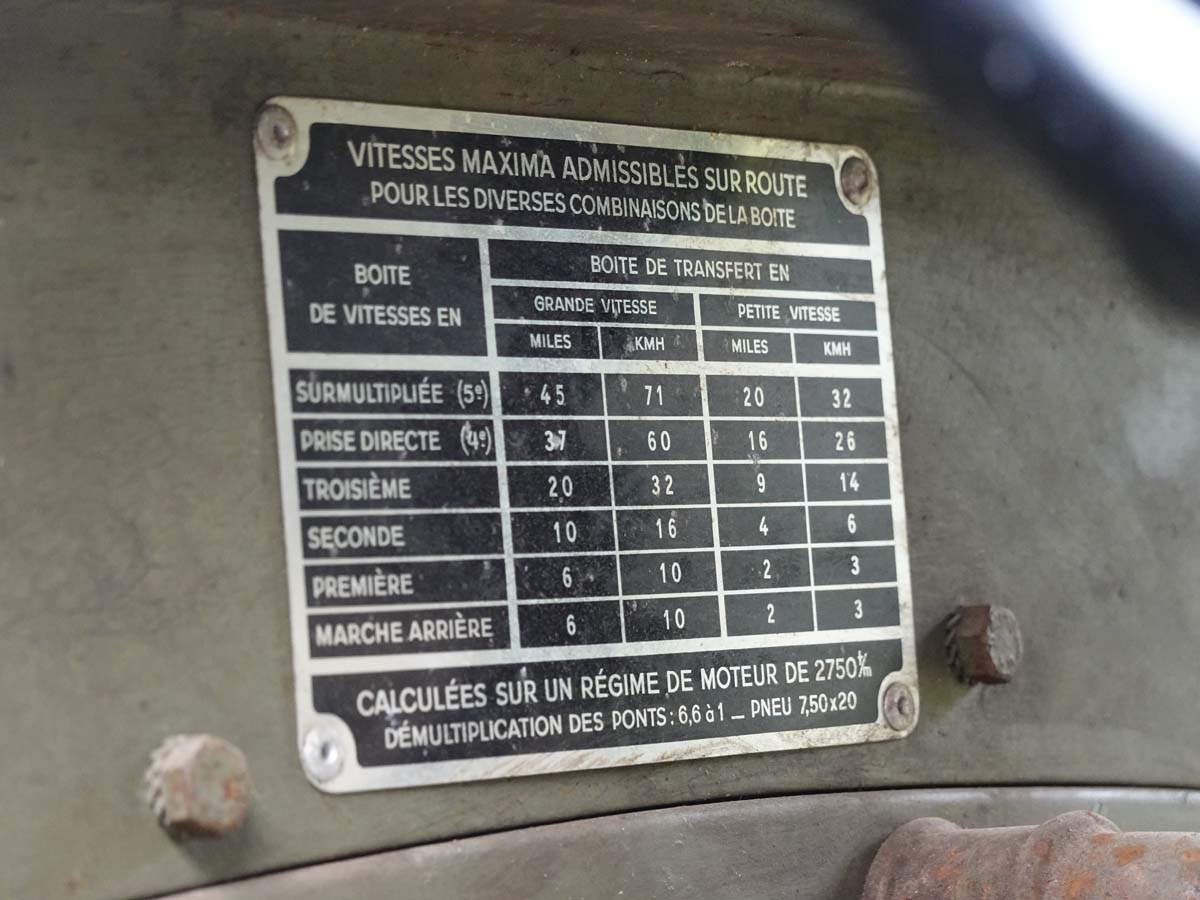 VITESSES MAXIMA ADMISSIBLES SUR ROUTE
POUR LES DIVERSES COMBINAISONS DE LA BOITE
BOITE
DE VITESSES EN
BOITE DE TRANSFERT EN
GRANDE VITESSE PETITE VITESSE
MILES KMH MILES KMH
SURMULTIPLIÉE (5e) 45 71 20 32
PRISE DIRECTE (4e) 37 60 16 26
TROISIÈME 20 32 9 14
SECONDE 10 16 4 6
PREMIÈRE 6 10 2 3
MARCHE ARRIÈRE 6 10 2 3
CALCULÉES SUR UN RÉGIME DE MOTEUR DE 2750 t/m
DÉMULTIPLICATION DES PONTS : 6,6 à 1 _ PNEU 7,50x20